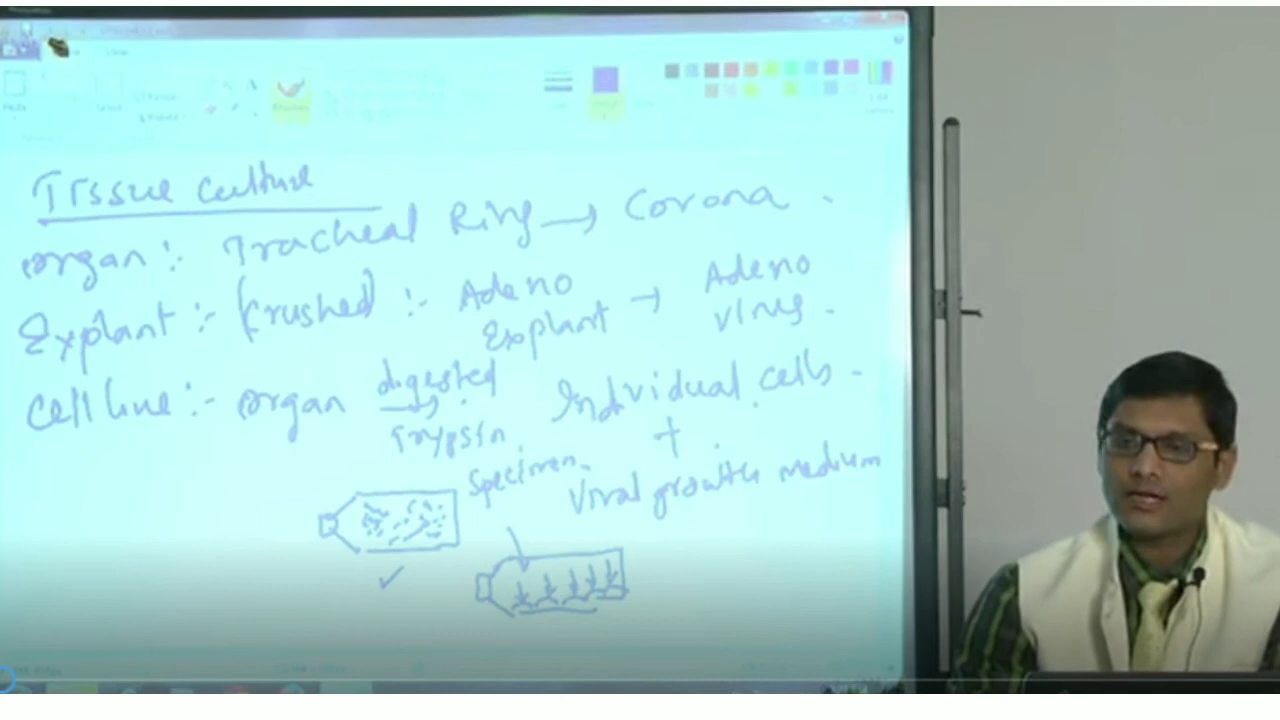 Tissue culture
organ :- Tracheal Ring → Corona .
Explant :- (crushed) :- Adeno Explant → Adeno virus .
Cell line :- organ digested → Trypsin . Individual cells .
+
Viral growth medium
Specimen .